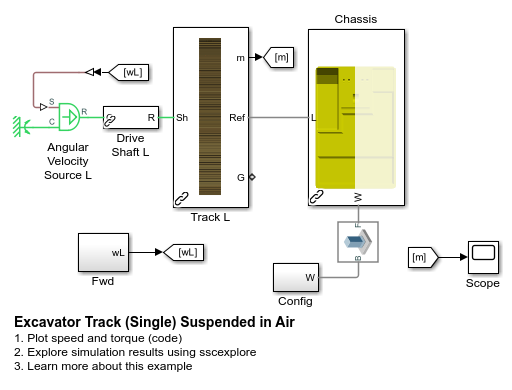 Chassis
[wL]
m
[m]
S
C
R
C
R
Sh
Ref
L
Angular
Velocity
Source L
Drive
Shaft L
G
W
Track L
F
wL
[wL]
B
[m]
Fwd
W
Scope
Config
Excavator Track (Single) Suspended in Air
1. Plot speed and torque (code)
2. Explore simulation results using sscexplore
3. Learn more about this example